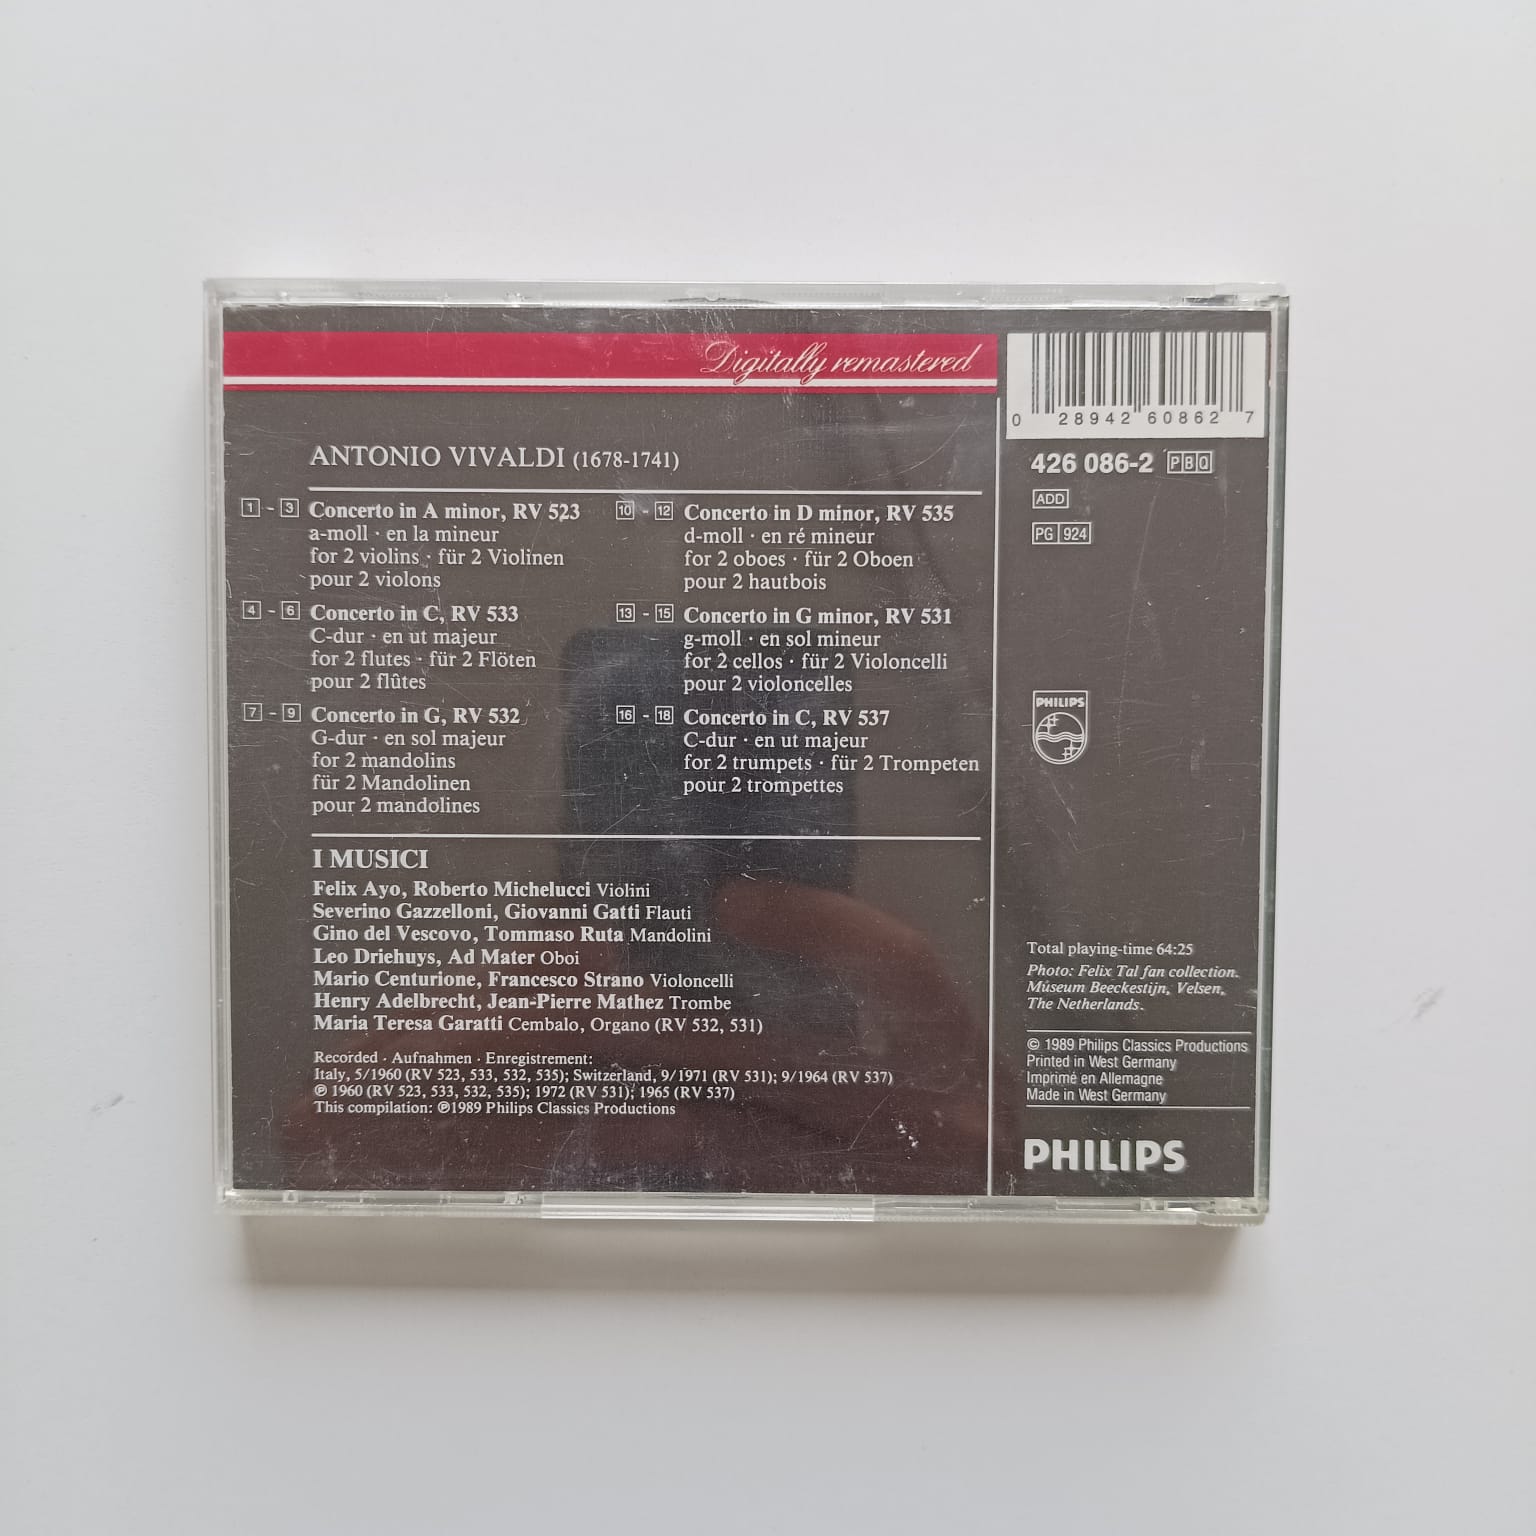 Digitally remastered
ANTONIO VIVALDI (1678-1741)
1 - 3 Concerto in A minor, RV 523
a-moll · en la mineur
for 2 violins · für 2 Violinen
pour 2 violons
4 - 6 Concerto in C, RV 533
C-dur · en ut majeur
for 2 flutes · für 2 Flöten
pour 2 flûtes
7 - 9 Concerto in G, RV 532
G-dur · en sol majeur
for 2 mandolins
für 2 Mandolinen
pour 2 mandolines
10 - 12 Concerto in D minor, RV 535
d-moll · en ré mineur
for 2 oboes · für 2 Oboen
pour 2 hautbois
13 - 15 Concerto in G minor, RV 531
g-moll · en sol mineur
for 2 cellos · für 2 Violoncelli
pour 2 violoncelles
16 - 18 Concerto in C, RV 537
C-dur · en ut majeur
for 2 trumpets · für 2 Trompeten
pour 2 trompettes
I MUSICI
Felix Ayo, Roberto Michelucci Violini
Severino Gazzelloni, Giovanni Gatti Flauti
Gino del Vescovo, Tommaso Ruta Mandolini
Leo Driehuys, Ad Mater Oboi
Mario Centurione, Francesco Strano Violoncelli
Henry Adelbrecht, Jean-Pierre Mathez Trombe
Maria Teresa Garatti Cembalo, Organo (RV 532, 531)
Recorded · Aufnahmen · Enregistrement:
Italy, 5/1960 (RV 523, 533, 532, 535); Switzerland, 9/1971 (RV 531); 9/1964 (RV 537)
℗ 1960 (RV 523, 533, 532, 535); 1972 (RV 531); 1965 (RV 537)
This compilation: ℗1989 Philips Classics Productions
0 28942 60862 7
426 086-2 PBQ
ADD
PG 924
PHILIPS
Total playing-time 64:25
Photo: Felix Tal fan collection.
Museum Beeckestijn, Velsen,
The Netherlands.
© 1989 Philips Classics Productions
Printed in West Germany
Imprimé en Allemagne
Made in West Germany
PHILIPS